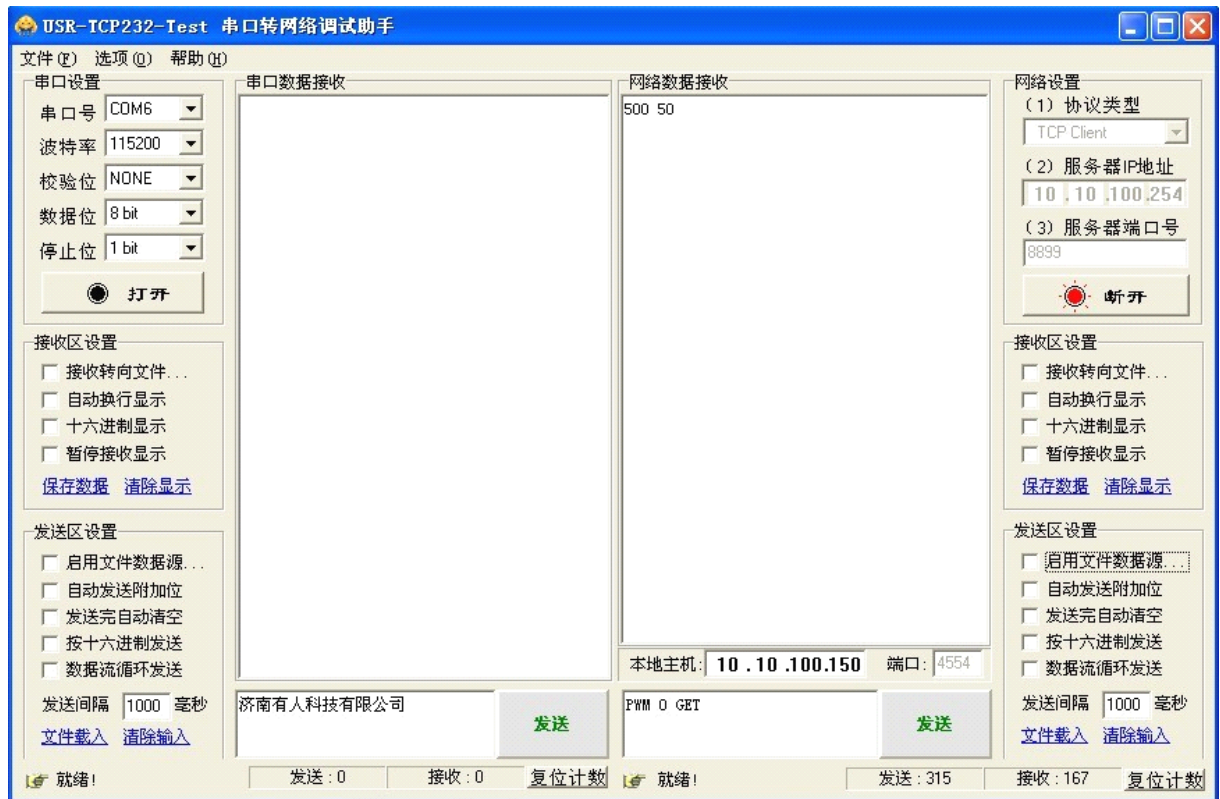 USR-TCP232-Test 串口转网络调试助手
文件(F) 选项(O) 帮助(H)
串口设置
串口号 COM6
波特率 115200
校验位 NONE
数据位 8 bit
停止位 1 bit
打开
接收区设置
接收转向文件...
自动换行显示
十六进制显示
暂停接收显示
保存数据 清除显示
发送区设置
启用文件数据源...
自动发送附加位
发送完自动清空
按十六进制发送
数据流循环发送
发送间隔 1000 毫秒
文件载入 清除输入
就绪!
串口数据接收
济南有人科技有限公司
发送
发送:0 接收:0 复位计数
网络数据接收
500 50
本地主机: 10 .10 .100.150 端口: 4554
PWM 0 GET
发送
就绪! 发送:315 接收:167 复位计数
网络设置
(1) 协议类型
TCP Client
(2) 服务器IP地址
10 .10 .100.254
(3) 服务器端口号
8899
断开
接收区设置
接收转向文件...
自动换行显示
十六进制显示
暂停接收显示
保存数据 清除显示
发送区设置
启用文件数据源...
自动发送附加位
发送完自动清空
按十六进制发送
数据流循环发送
发送间隔 1000 毫秒
文件载入 清除输入